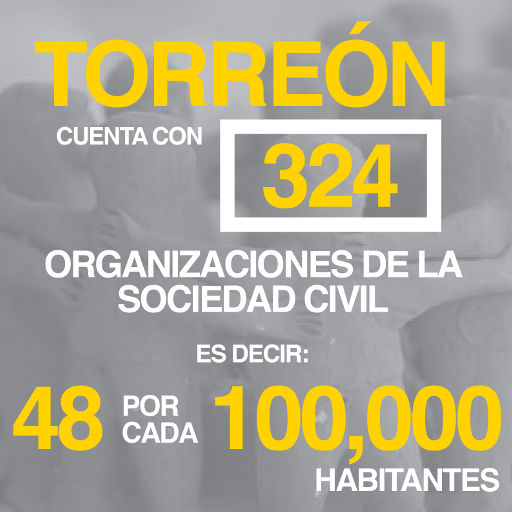 TORREÓN
CUENTA CON
324
ORGANIZACIONES DE LA
SOCIEDAD CIVIL
ES DECIR:
48 POR CADA 100,000
HABITANTES